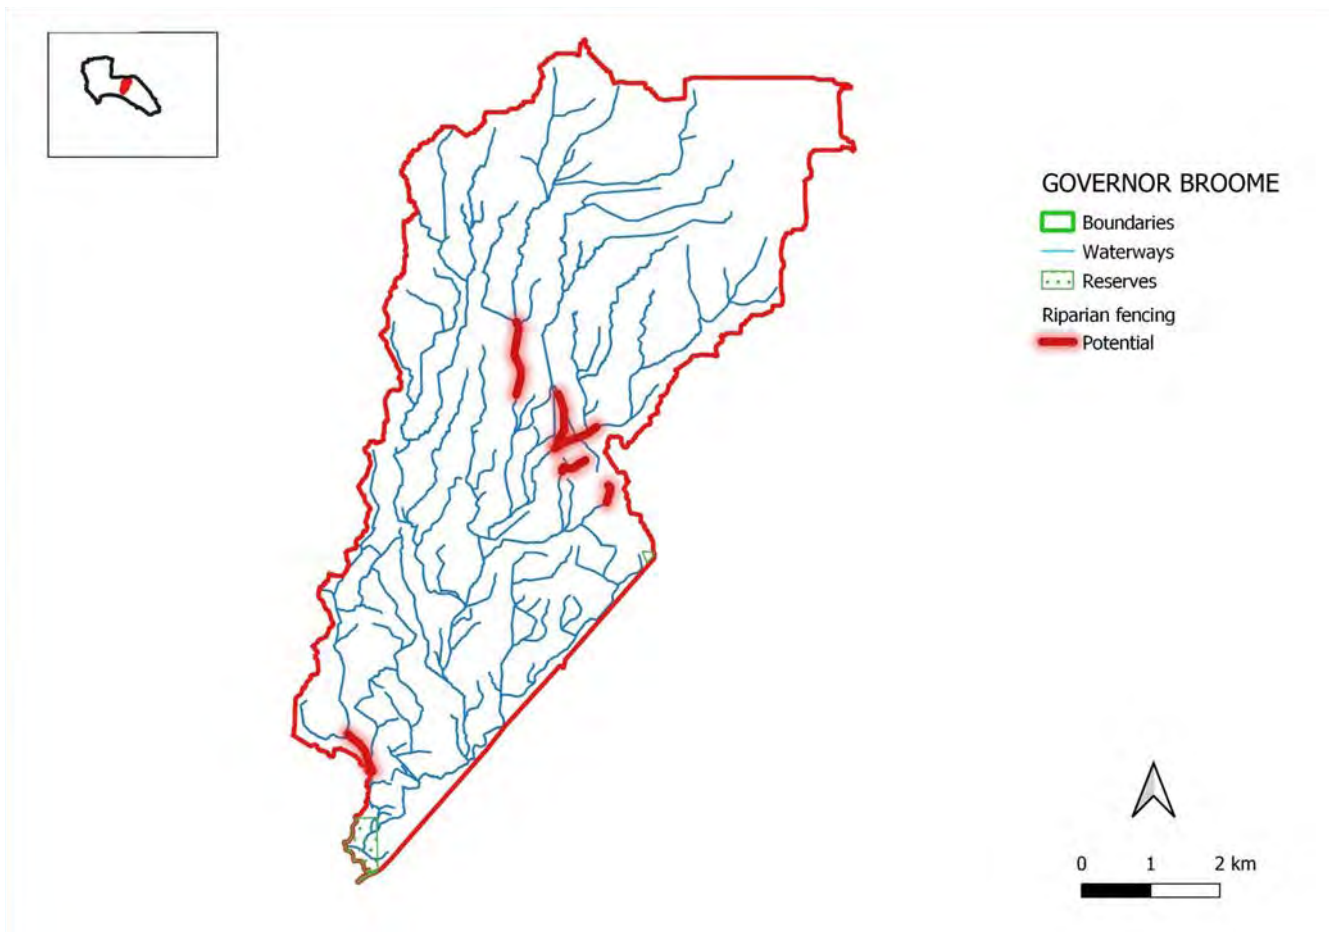 GOVERNOR BROOME
Boundaries
Waterways
Reserves
Riparian fencing
Potential
0 1 2 km